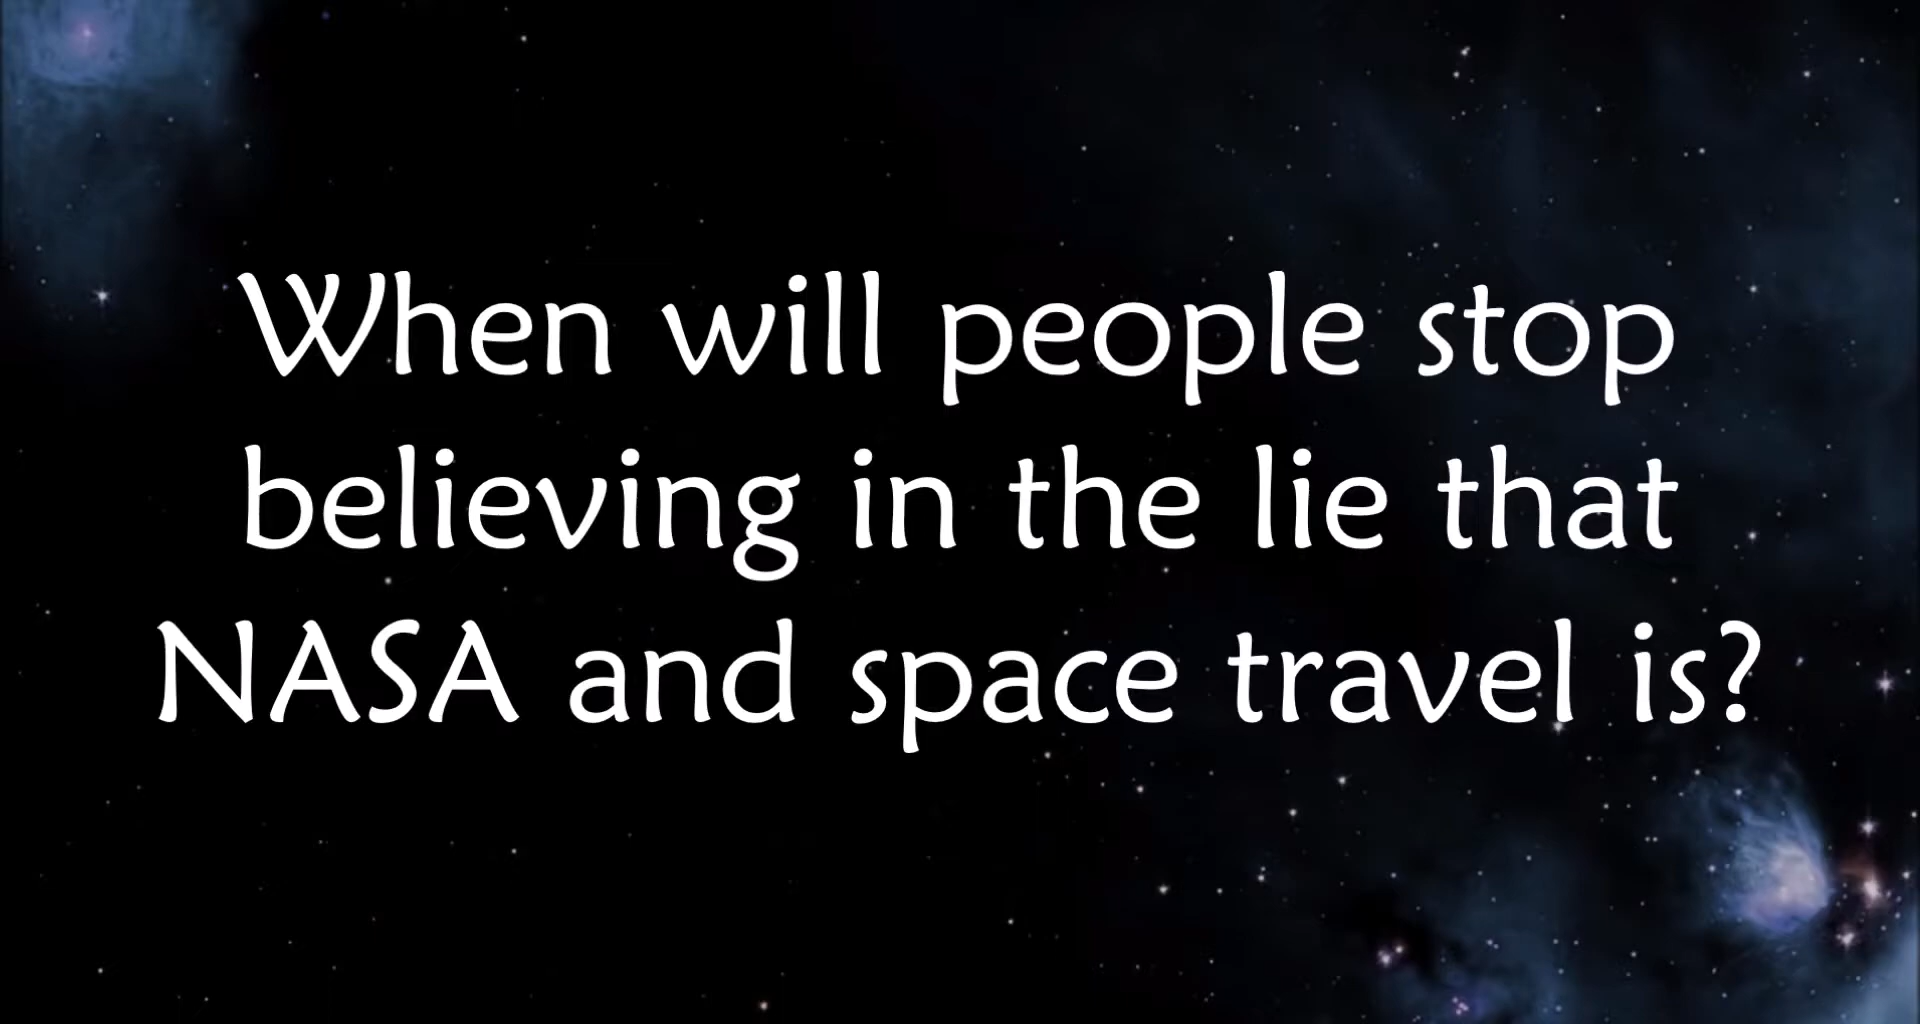 When will people stop
believing in the lie that
NASA and space travel is?